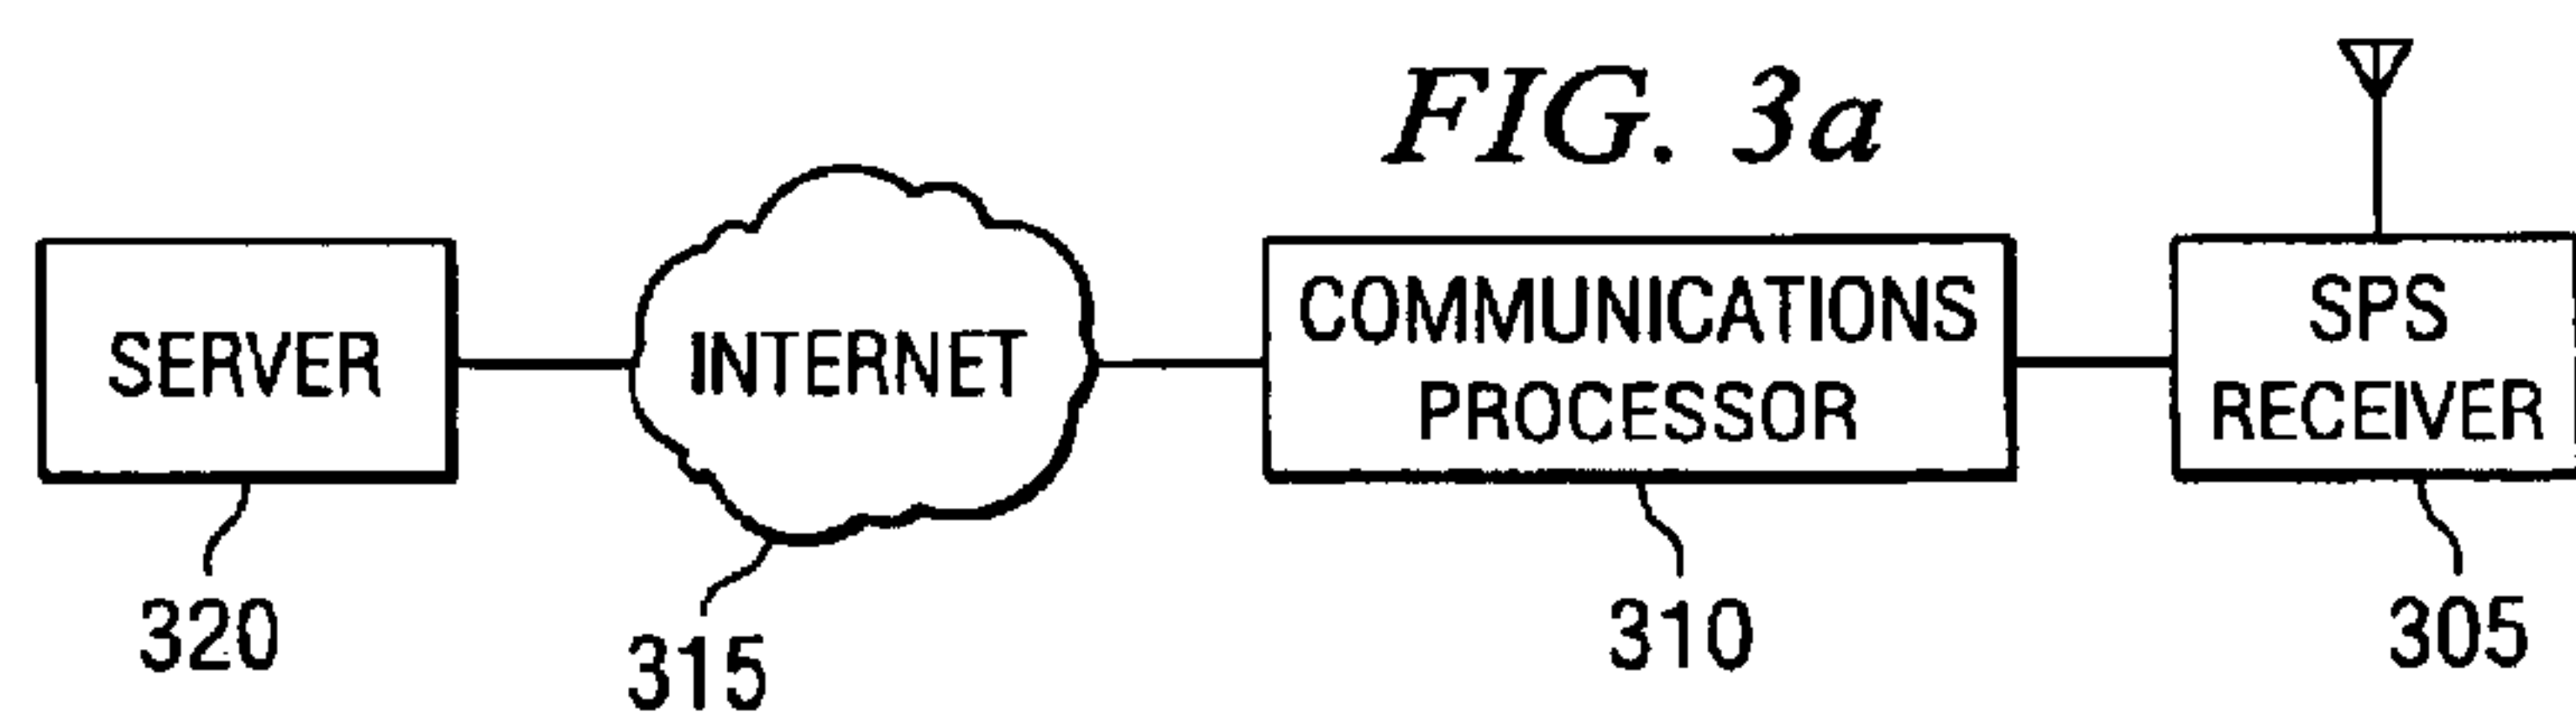 FIG. 3a
SERVER
INTERNET
COMMUNICATIONS
PROCESSOR
SPS
RECEIVER
320
315
310
305